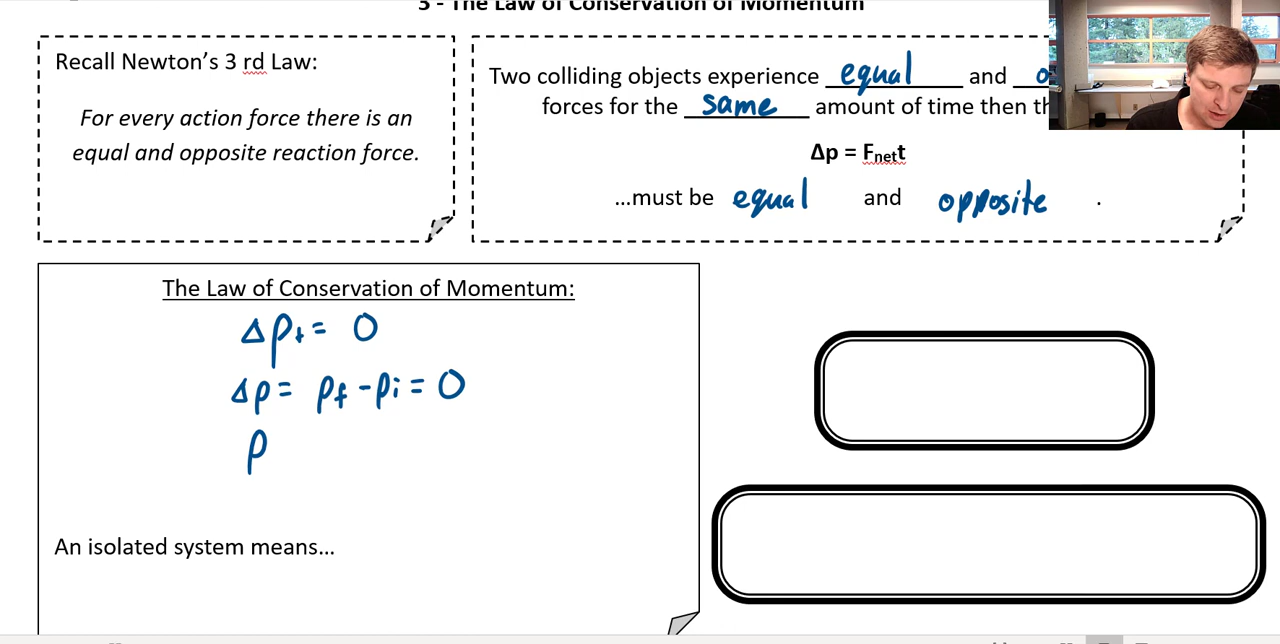 3 - The Law of Conservation of Momentum
Recall Newton's 3 rd Law:
For every action force there is an
equal and opposite reaction force.
Two colliding objects experience equal and
forces for the same amount of time then
Δp = Fnett
...must be equal and opposite .
The Law of Conservation of Momentum:
Δpt = 0
Δp = pf - pi = 0
p
An isolated system means...